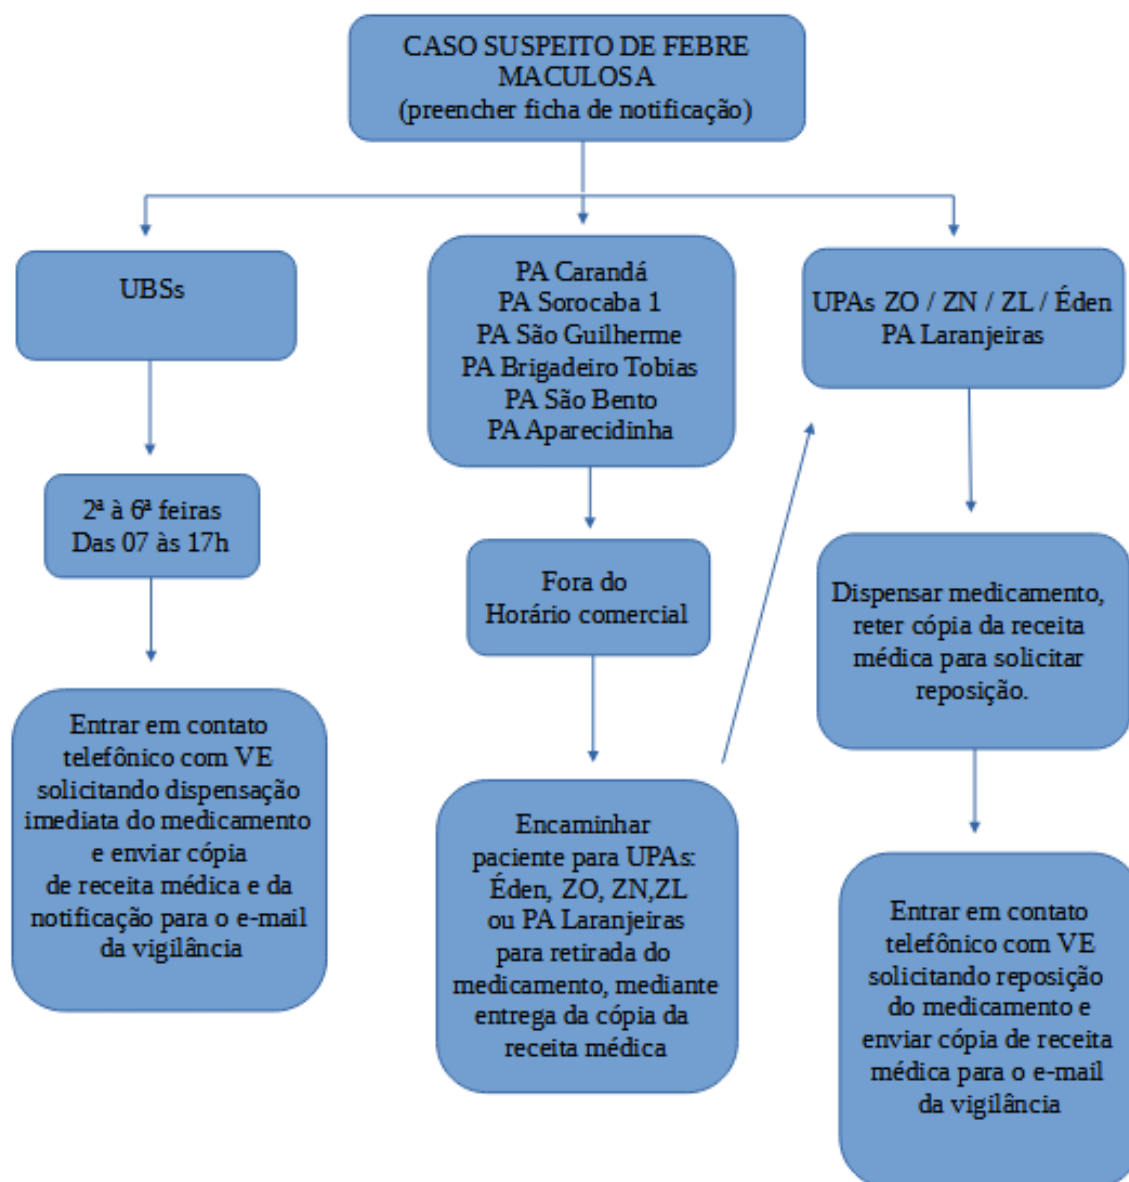 CASO SUSPEITO DE FEBRE
MACULOSA
(preencher ficha de notificação)
UBSs
2ª à 6ª feiras
Das 07 às 17h
Entrar em contato
telefônico com VE
solicitando dispensação
imediata do medicamento
e enviar cópia
de receita médica e da
notificação para o e-mail
da vigilância
PA Carandá
PA Sorocaba 1
PA São Guilherme
PA Brigadeiro Tobias
PA São Bento
PA Aparecidinha
Fora do
Horário comercial
Encaminhar
paciente para UPAs:
Éden, ZO, ZN,ZL
ou PA Laranjeiras
para retirada do
medicamento, mediante
entrega da cópia da
receita médica
UPAs ZO / ZN / ZL / Éden
PA Laranjeiras
Dispensar medicamento,
reter cópia da receita
médica para solicitar
reposição.
Entrar em contato
telefônico com VE
solicitando reposição
do medicamento e
enviar cópia de receita
médica para o e-mail
da vigilância